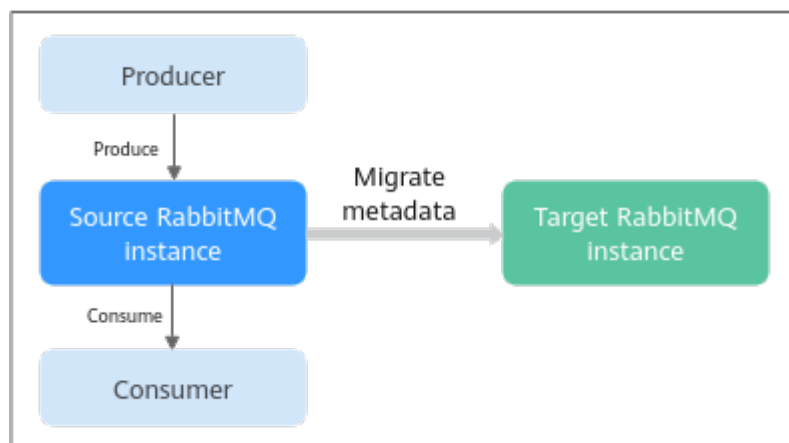 Producer
Produce
Migrate
metadata
Source RabbitMQ
instance
Target RabbitMQ
instance
Consume
Consumer